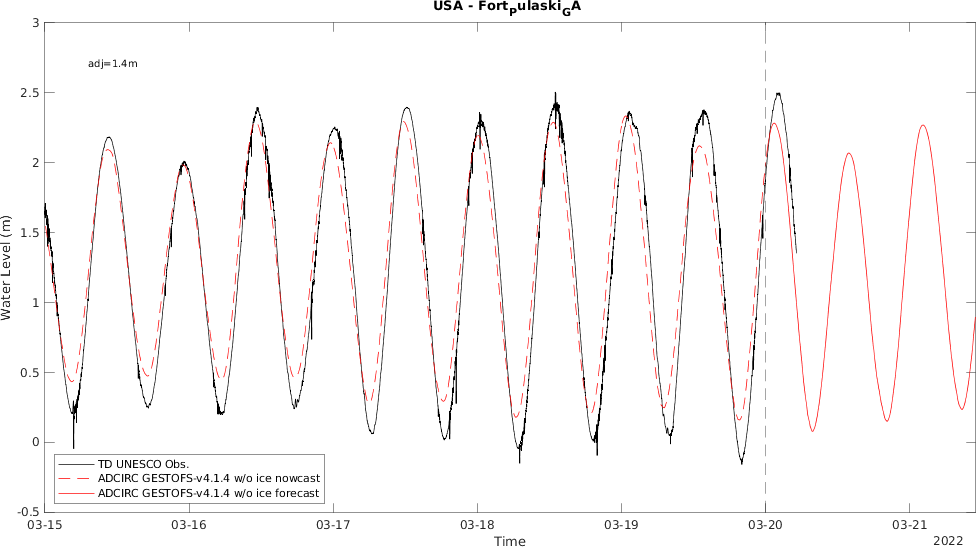 USA - FortPulaskiGA
3
adj=1.4m
2.5
2
1.5
Water Level (m)
1
0.5
0
TD UNESCO Obs.
ADCIRC GESTOFS-v4.1.4 w/o ice nowcast
ADCIRC GESTOFS-v4.1.4 w/o ice forecast
-0.5
03-15 03-16 03-17 03-18 03-19 03-20 03-21
Time
2022